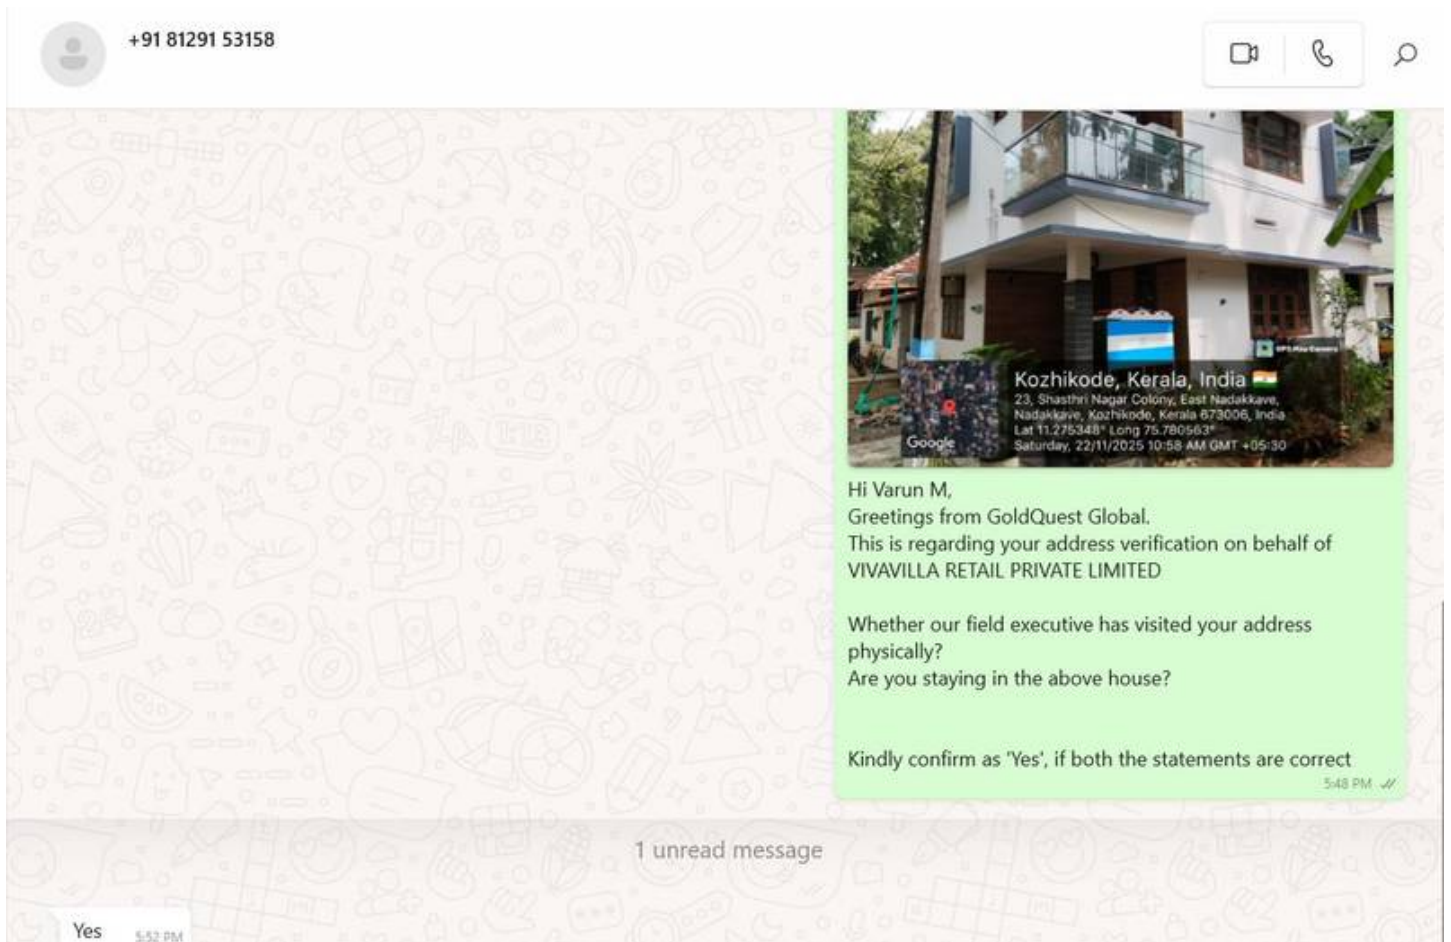 +91 81291 53158
GPS Map Camera
Kozhikode, Kerala, India
23, Shasthri Nagar Colony, East Nadakkave,
Nadakkave, Kozhikode, Kerala 673006, India
Lat 11.275348° Long 75.780563°
Saturday, 22/11/2025 10:58 AM GMT +05:30
Google
Hi Varun M,
Greetings from GoldQuest Global.
This is regarding your address verification on behalf of
VIVAVILLA RETAIL PRIVATE LIMITED
Whether our field executive has visited your address
physically?
Are you staying in the above house?
Kindly confirm as 'Yes', if both the statements are correct
5:48 PM
1 unread message
Yes
5:52 PM